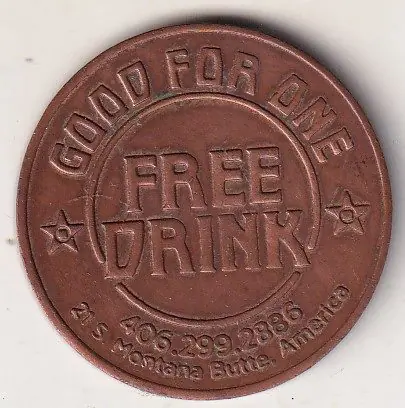 GOOD FOR ONE
FREE
DRINK
406.299.2886
21 S. Montana Butte, America